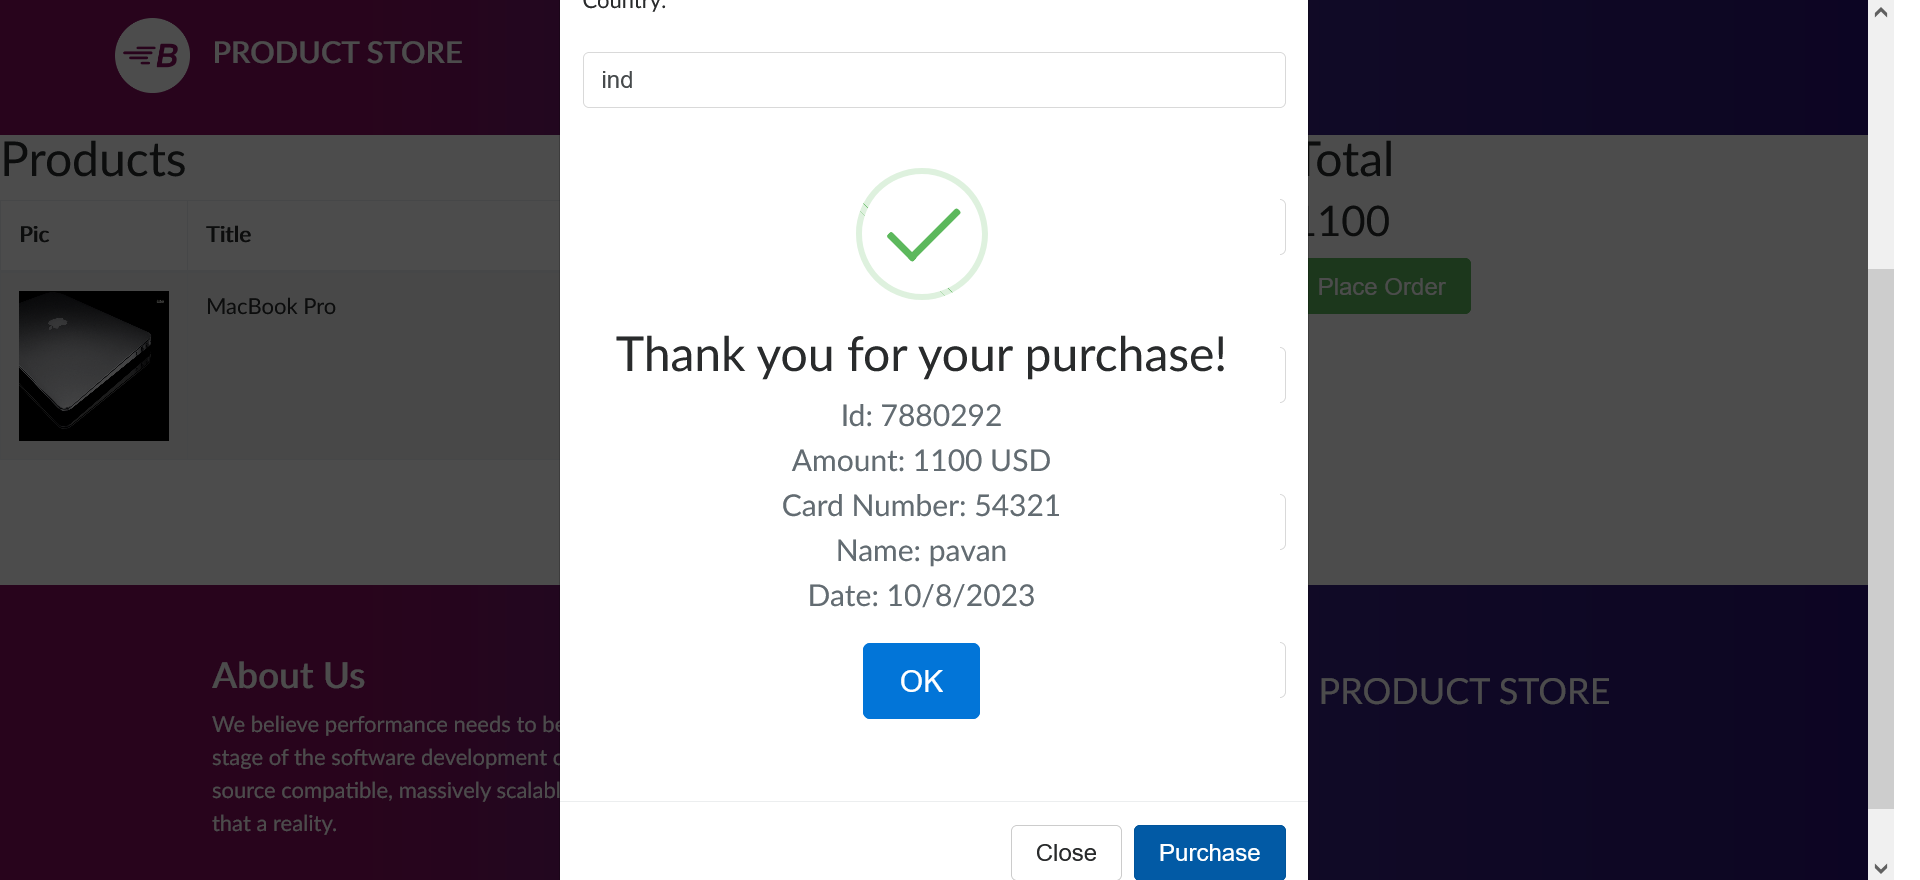 Country:
PRODUCT STORE
ind
Products
Total
1100
Pic
Title
Place Order
MacBook Pro
Thank you for your purchase!
Id: 7880292
Amount: 1100 USD
Card Number: 54321
Name: pavan
Date: 10/8/2023
OK
About Us
We believe performance needs to be
stage of the software development
source compatible, massively scalabl
that a reality.
PRODUCT STORE
Close
Purchase